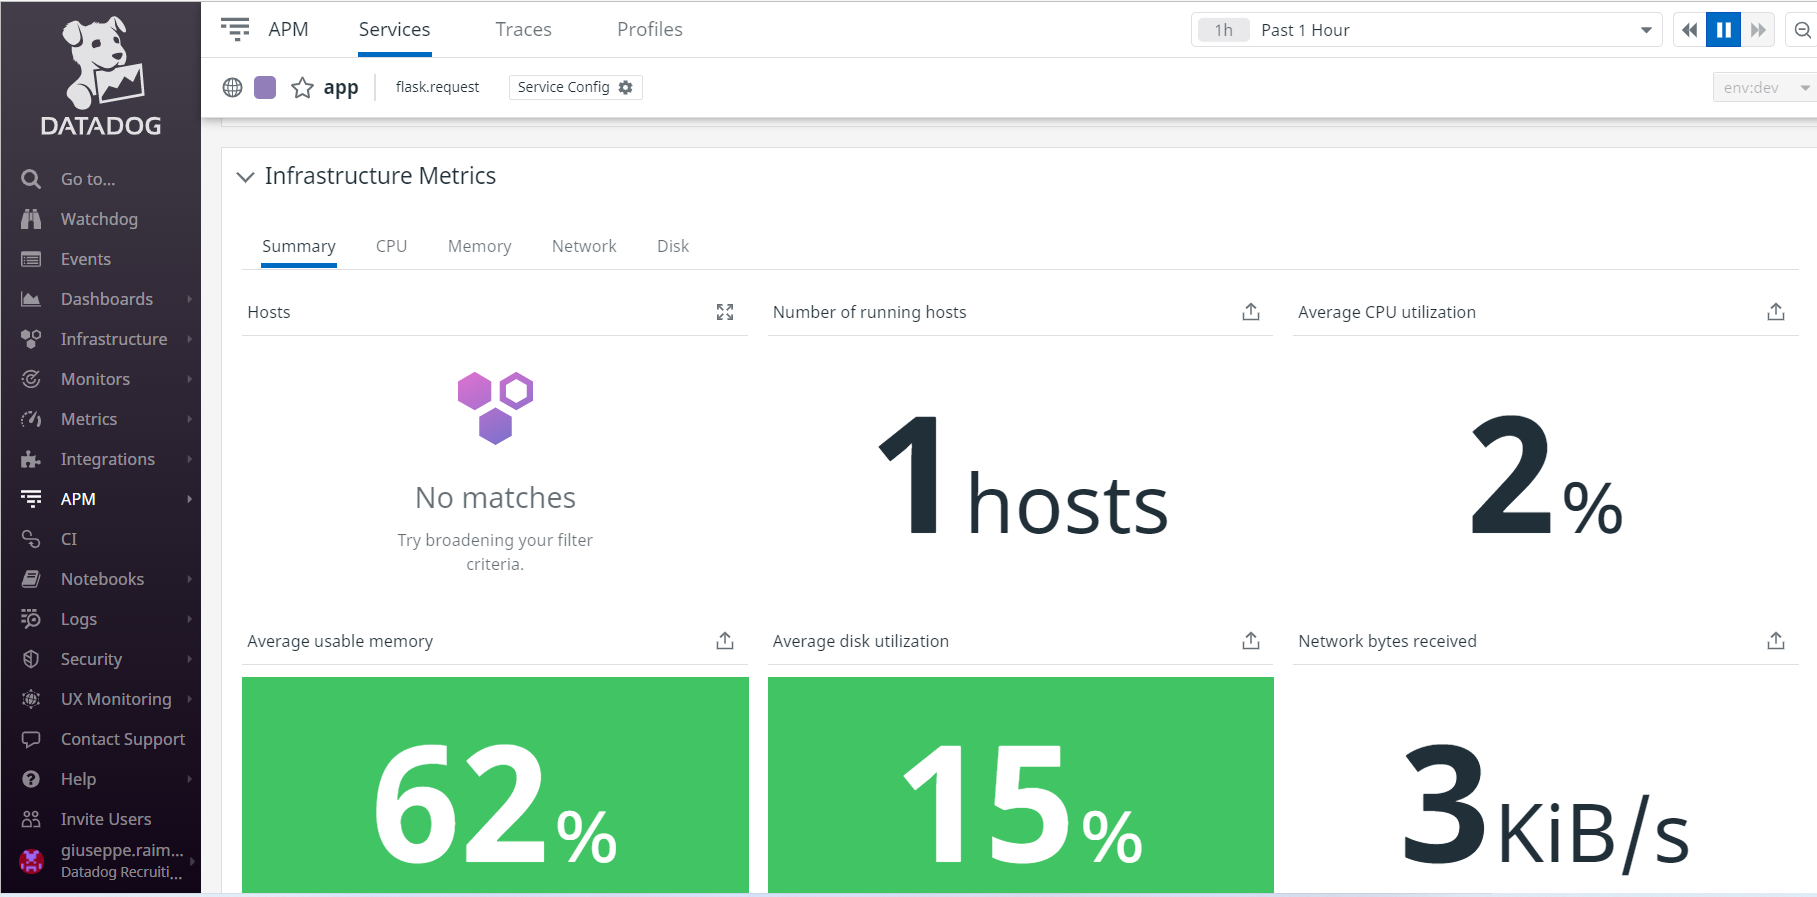 DATADOG
Go to...
Watchdog
Events
Dashboards
Infrastructure
Monitors
Metrics
Integrations
APM
CI
Notebooks
Logs
Security
UX Monitoring
Contact Support
Help
Invite Users
giuseppe.raim...
Datadog Recruiti...
APM Services Traces Profiles
1h Past 1 Hour
app flask.request Service Config
env:dev
Infrastructure Metrics
Summary CPU Memory Network Disk
Hosts
No matches
Try broadening your filter
criteria.
Number of running hosts
1 hosts
Average CPU utilization
2 %
Average usable memory
62 %
Average disk utilization
15 %
Network bytes received
3 KiB/s